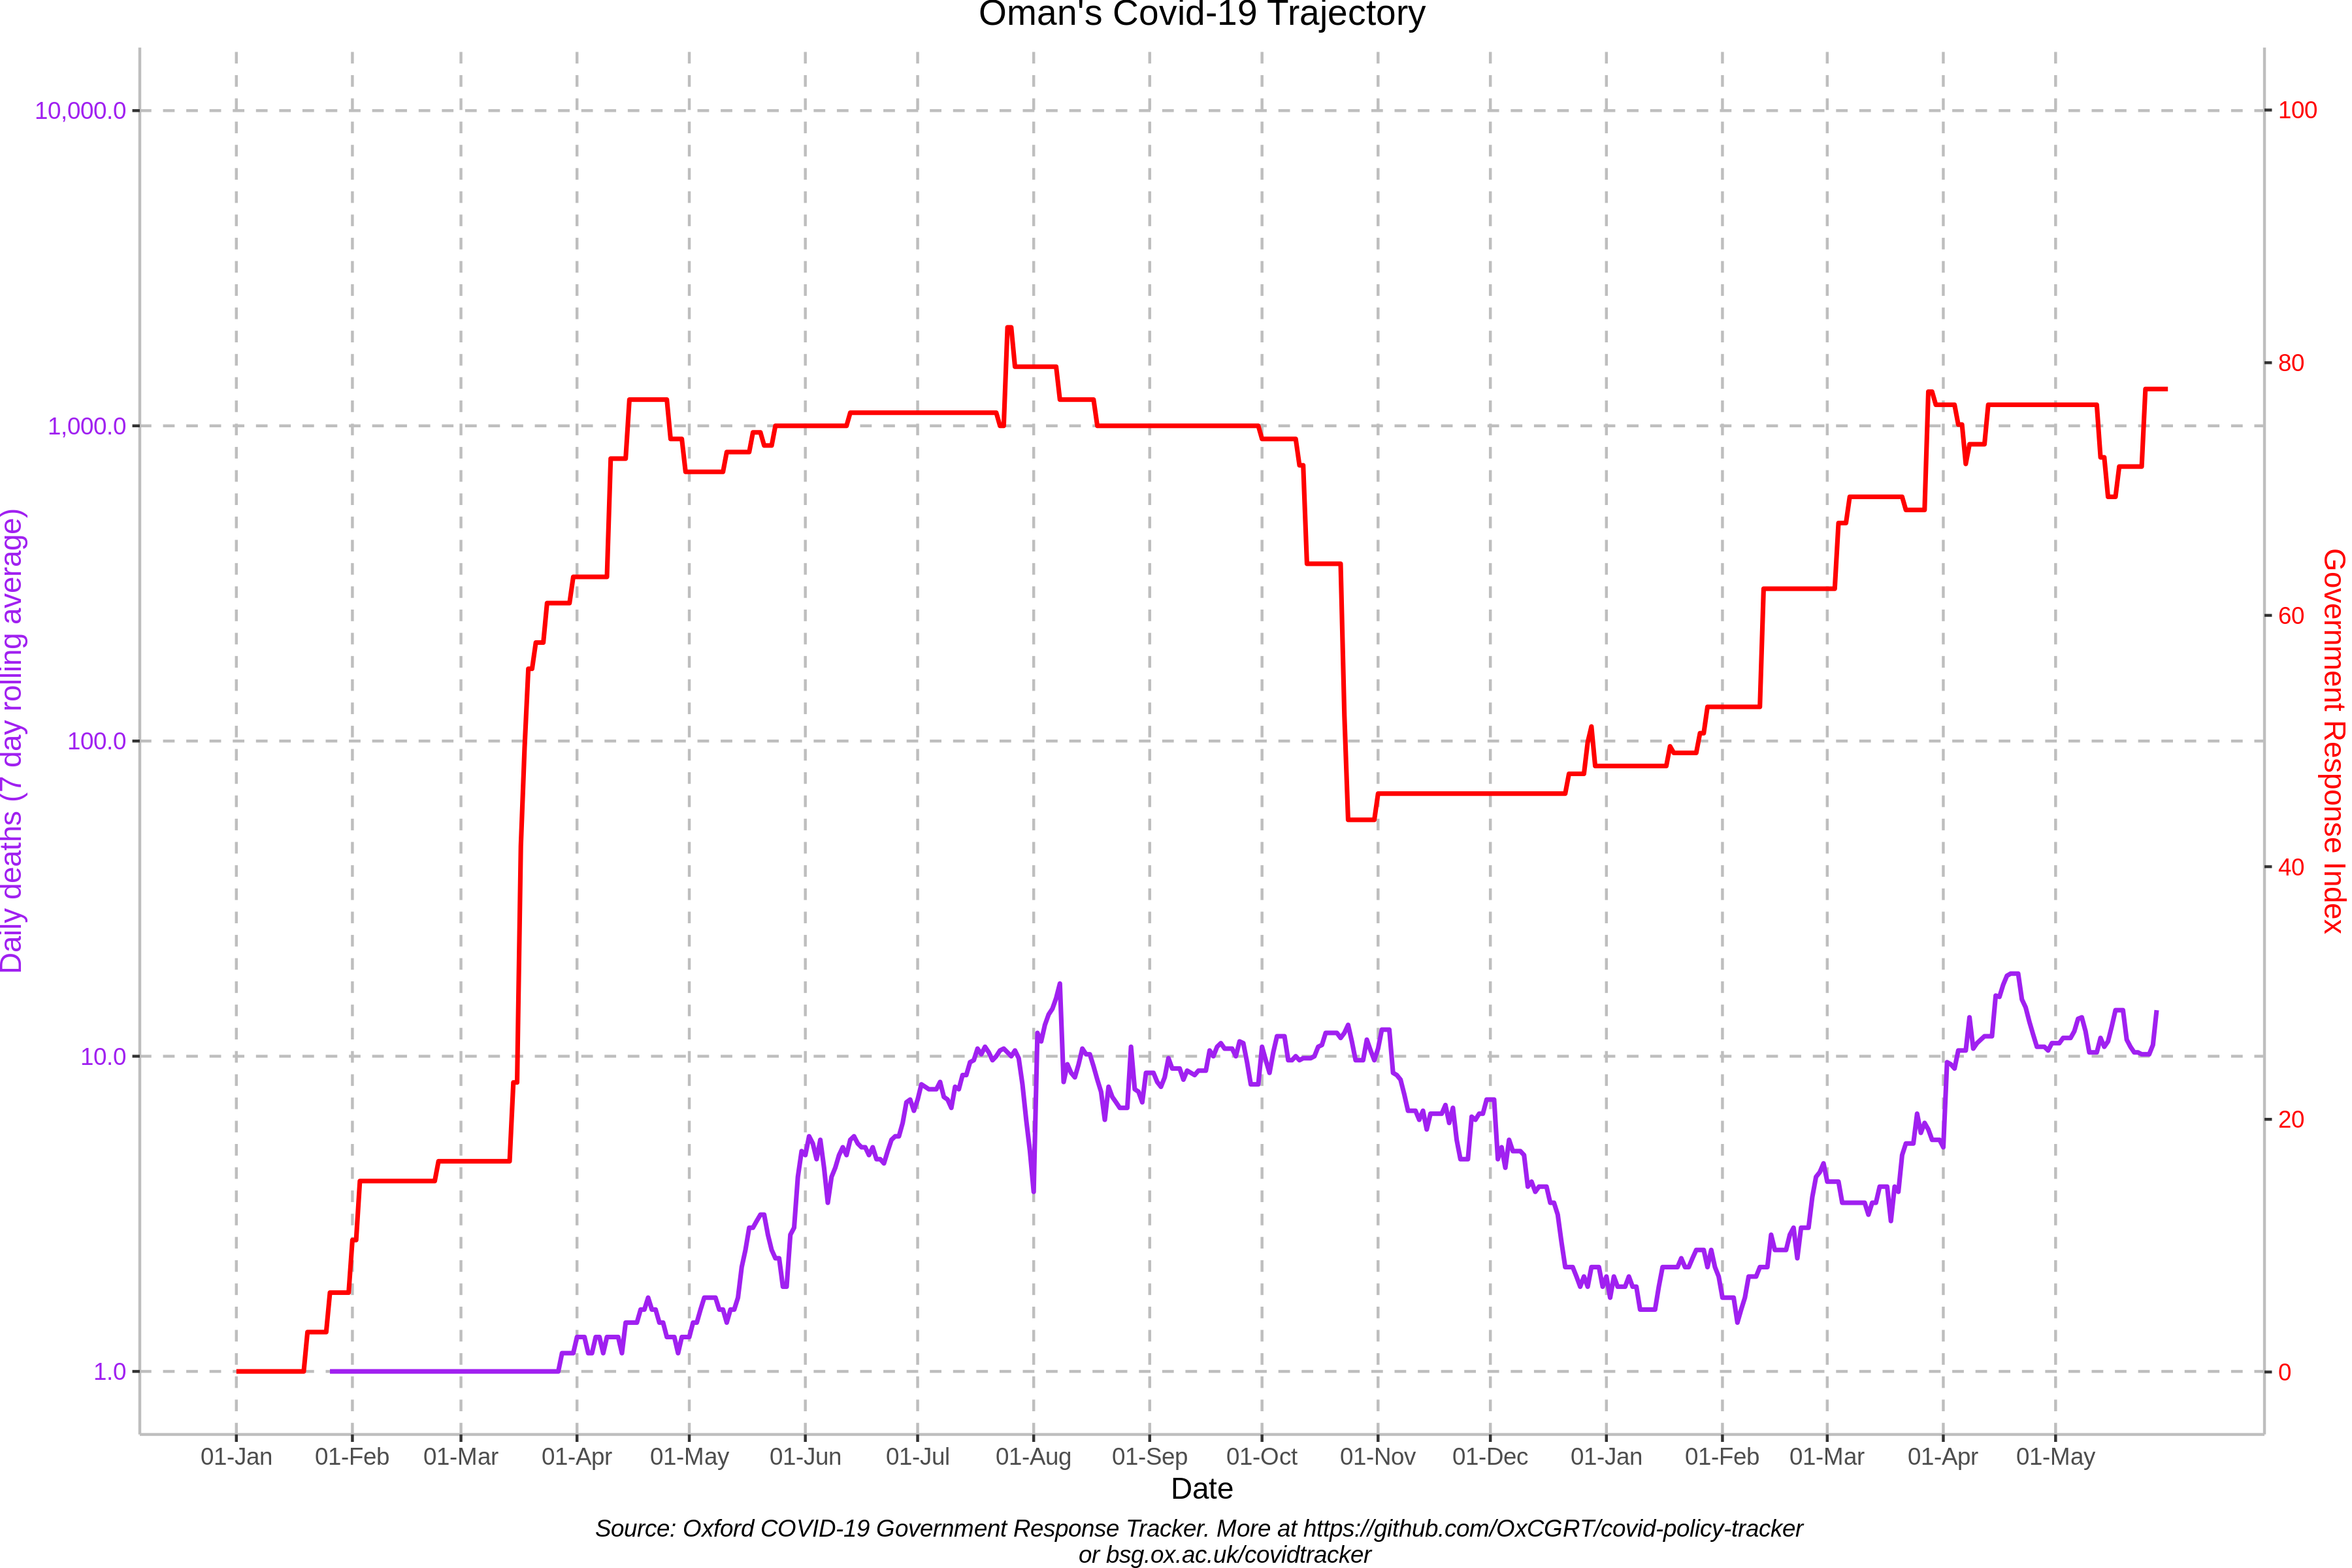 Oman's Covid-19 Trajectory
10,000.0
1,000.0
100.0
10.0
1.0
Daily deaths (7 day rolling average)
100
80
60
40
20
0
Government Response Index
01-Jan 01-Feb 01-Mar 01-Apr 01-May 01-Jun 01-Jul 01-Aug 01-Sep 01-Oct 01-Nov 01-Dec 01-Jan 01-Feb 01-Mar 01-Apr 01-May
Date
Source: Oxford COVID-19 Government Response Tracker. More at https://github.com/OxCGRT/covid-policy-tracker
or bsg.ox.ac.uk/covidtracker